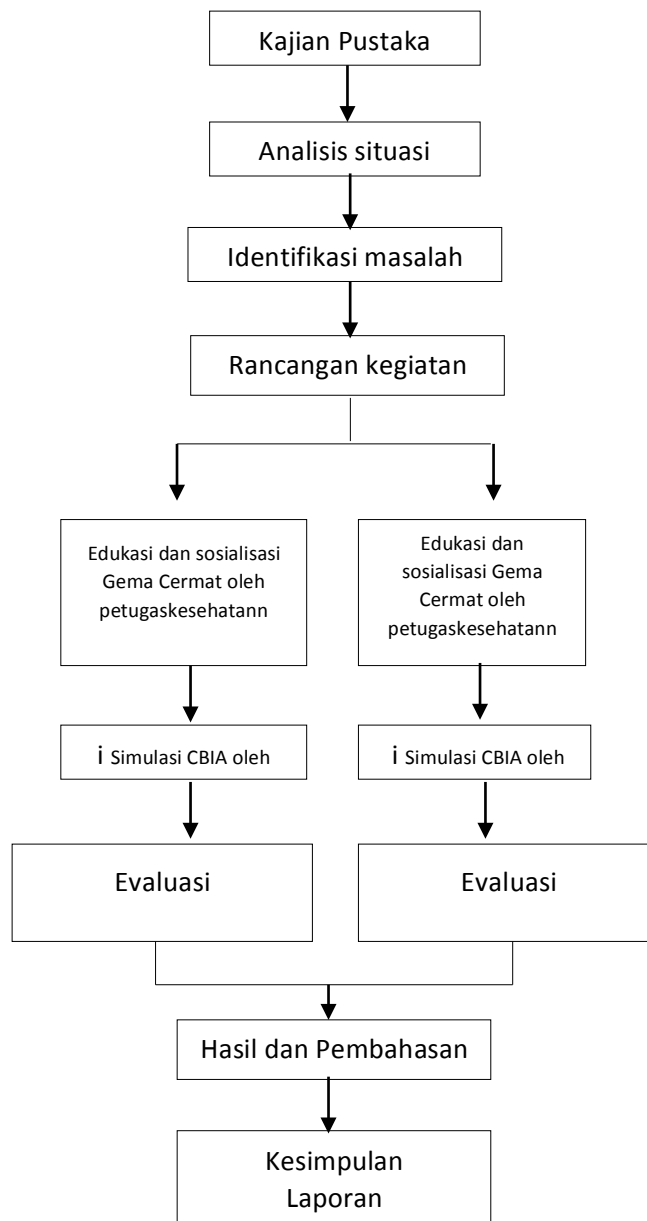 Kajian Pustaka
Analisis situasi
Identifikasi masalah
Rancangan kegiatan
Edukasi dan sosialisasi
Gema Cermat oleh
petugaskesehatann
Edukasi dan
sosialisasi Gema
Cermat oleh
petugaskesehatann
i Simulasi CBIA oleh
i Simulasi CBIA oleh
Evaluasi
Evaluasi
Hasil dan Pembahasan
Kesimpulan
Laporan